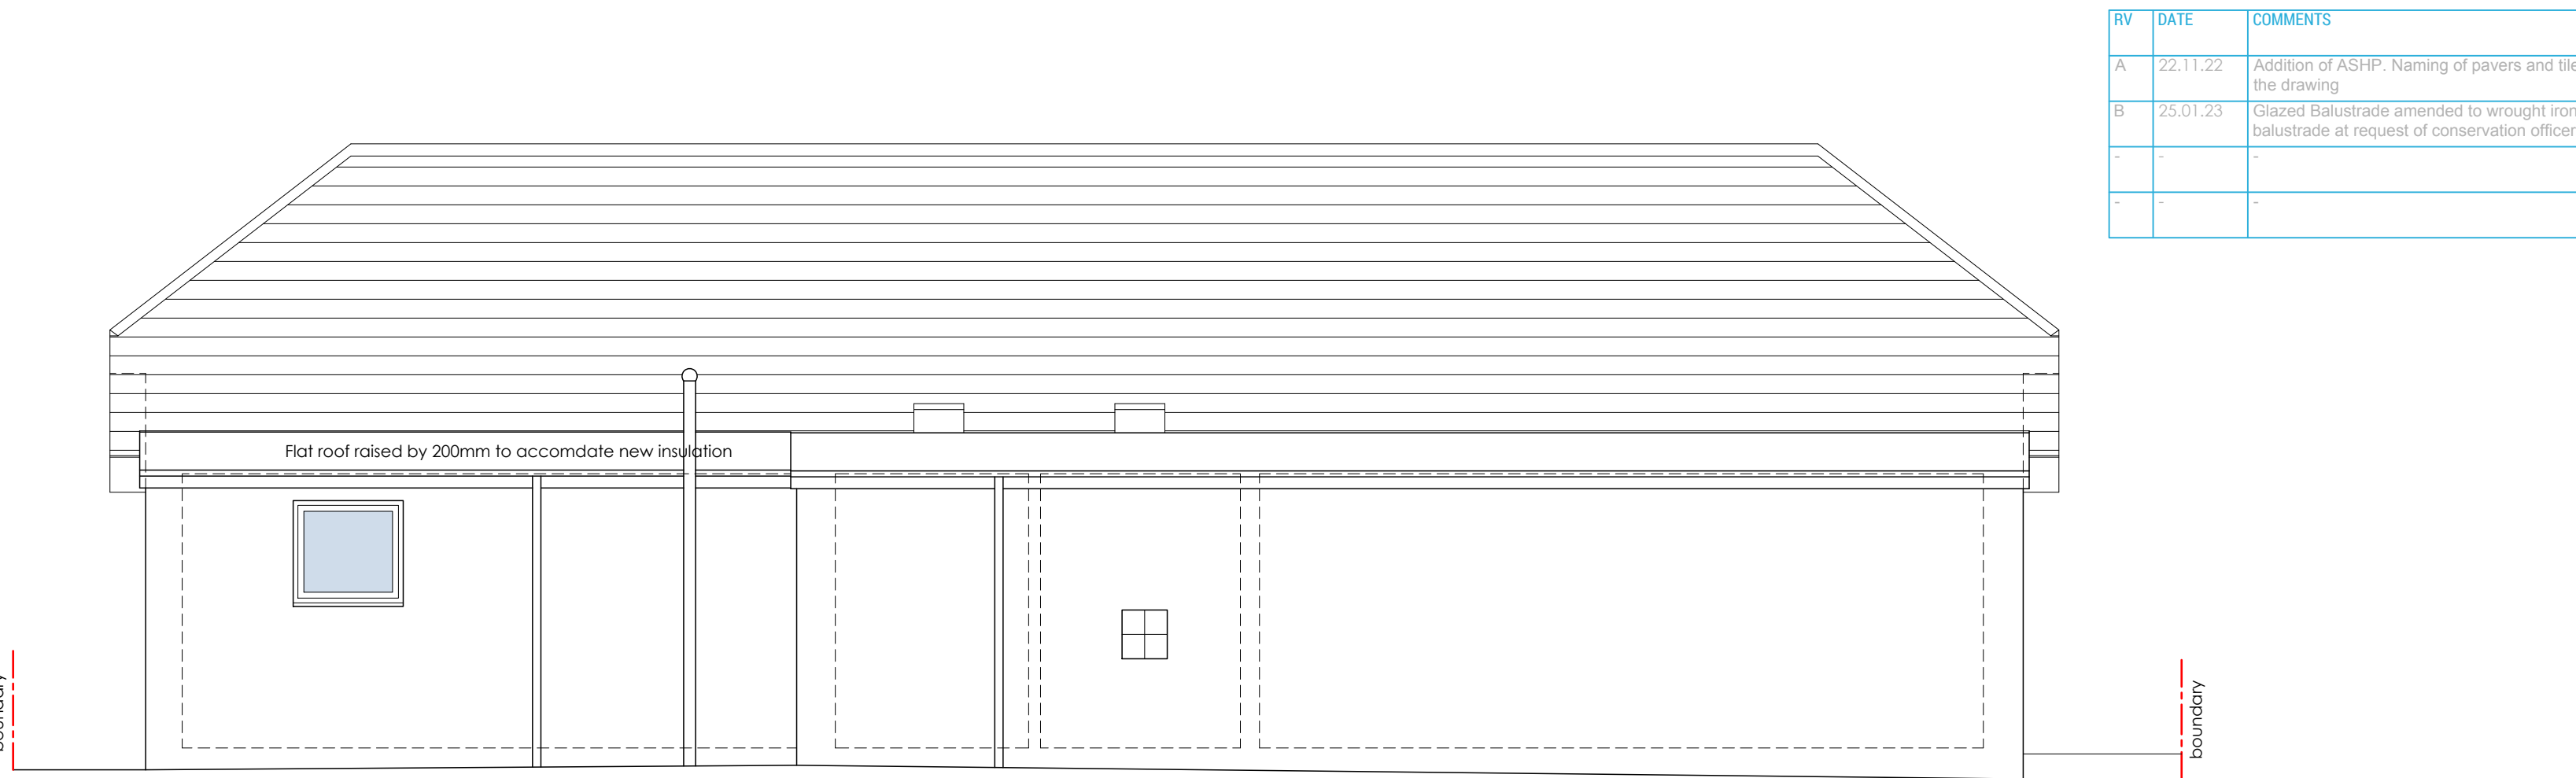 RV DATE COMMENTS
A 22.11.22 Addition of ASHP. Naming of pavers and tile
the drawing
B 25.01.23 Glazed Balustrade amended to wrought iron
balustrade at request of conservation officer
- - -
- - -
Flat roof raised by 200mm to accomdate new insulation
boundary
boundary